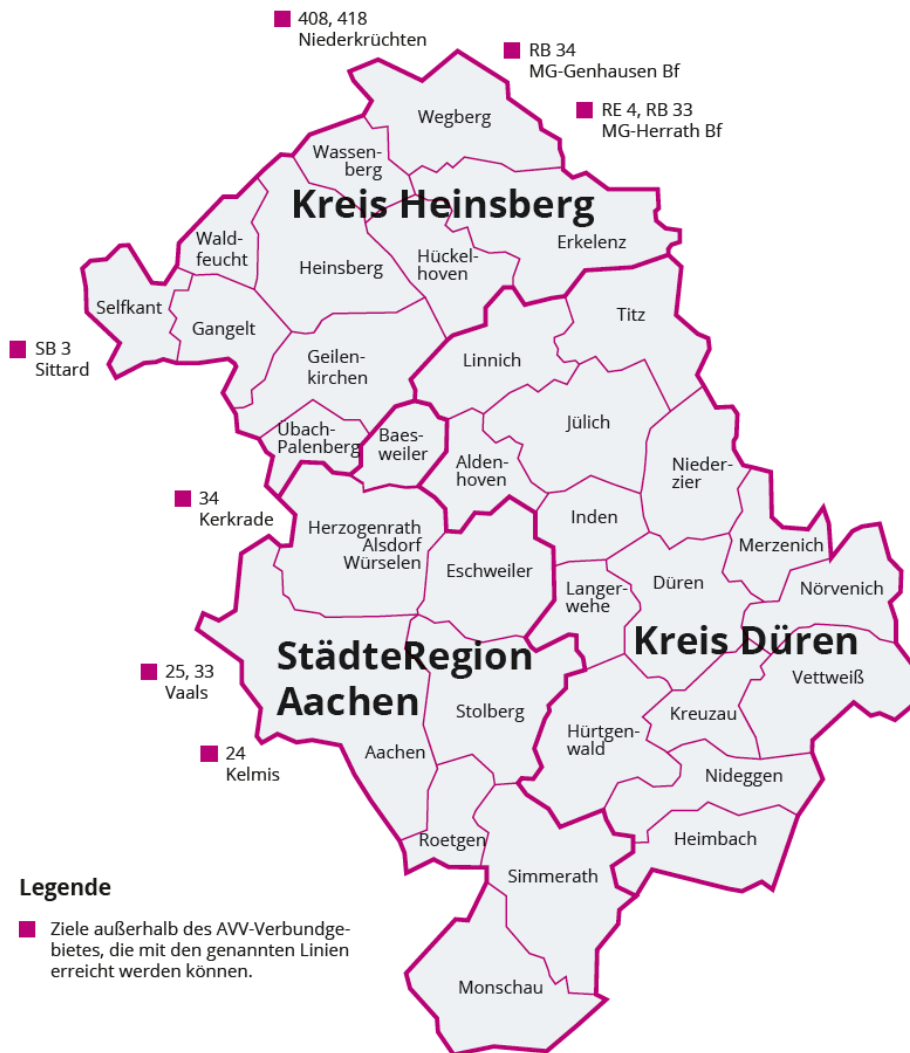 408, 418
Niederkrüchten
RB 34
MG-Genhausen Bf
RE 4, RB 33
MG-Herrath Bf
Wegberg
Wassen-
berg
Kreis Heinsberg
Wald-
feucht
Heinsberg
Hückel-
hoven
Erkelenz
Selfkant
Gangelt
Titz
SB 3
Sittard
Geilen-
kirchen
Linnich
Übach-
Palenberg
Baes-
weiler
Jülich
Alden-
hoven
Nieder-
zier
34
Kerkrade
Herzogenrath
Alsdorf
Würselen
Inden
Merzenich
Eschweiler
Langer-
wehe
Düren
Nörvenich
StädteRegion
Aachen
Kreis Düren
25, 33
Vaals
Vettweiß
Stolberg
Kreuzau
Hürtgen-
wald
24
Kelmis
Aachen
Nideggen
Roetgen
Heimbach
Simmerath
Monschau
Legende
Ziele außerhalb des AVV-Verbundge-
bietes, die mit den genannten Linien
erreicht werden können.